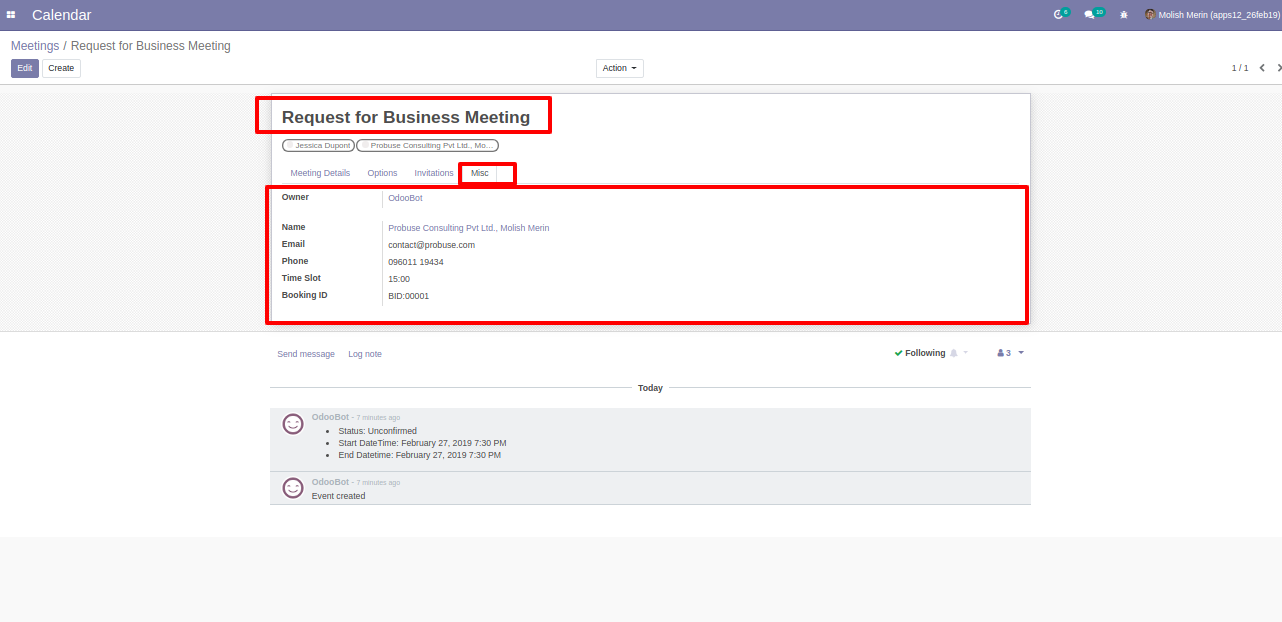 Calendar 6 10 Molish Merin (apps12_26feb19)
Meetings / Request for Business Meeting
Edit Create Action 1 / 1
Request for Business Meeting
Jessica Dupont Probuse Consulting Pvt Ltd., Mo...
Meeting Details Options Invitations Misc
Owner OdooBot
Name Probuse Consulting Pvt Ltd., Molish Merin
Email contact@probuse.com
Phone 096011 19434
Time Slot 15:00
Booking ID BID:00001
Send message Log note Following 3
Today
OdooBot - 7 minutes ago
• Status: Unconfirmed
• Start DateTime: February 27, 2019 7:30 PM
• End Datetime: February 27, 2019 7:30 PM
OdooBot - 7 minutes ago
Event created